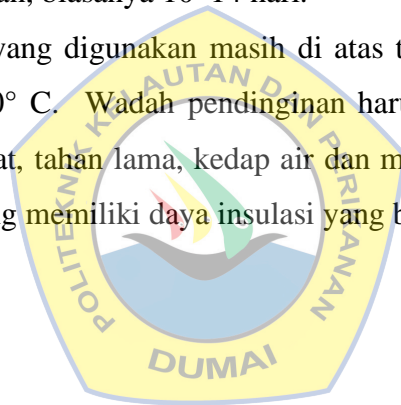 an, biasanya 10–14 hari.
yang digunakan masih di atas t
0° C. Wadah pendinginan har
at, tahan lama, kedap air dan m
ng memiliki daya insulasi yang b
POLITEKNIK KELAUTAN DAN PERIKANAN
DUMAI